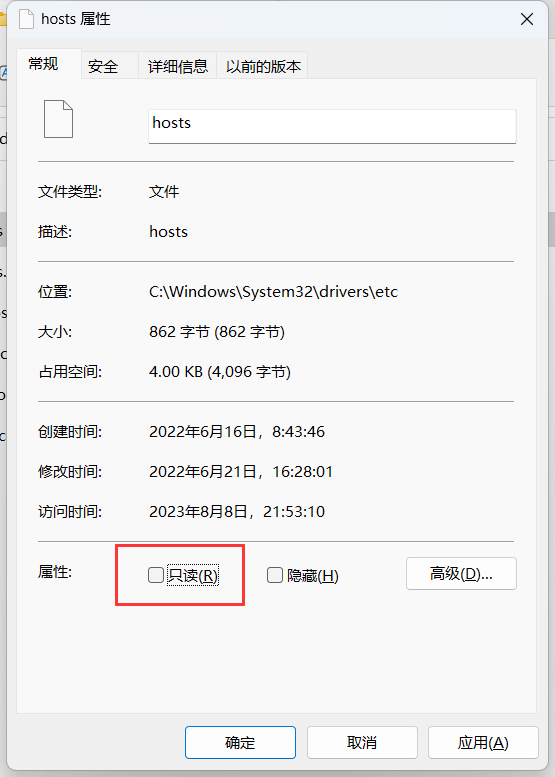 hosts 属性
常规 安全 详细信息 以前的版本
hosts
文件类型: 文件
描述: hosts
位置: C:\Windows\System32\drivers\etc
大小: 862 字节 (862 字节)
占用空间: 4.00 KB (4,096 字节)
创建时间: 2022年6月16日，8:43:46
修改时间: 2022年6月21日，16:28:01
访问时间: 2023年8月8日，21:53:10
属性: 只读(R) 隐藏(H) 高级(D)...
确定 取消 应用(A)